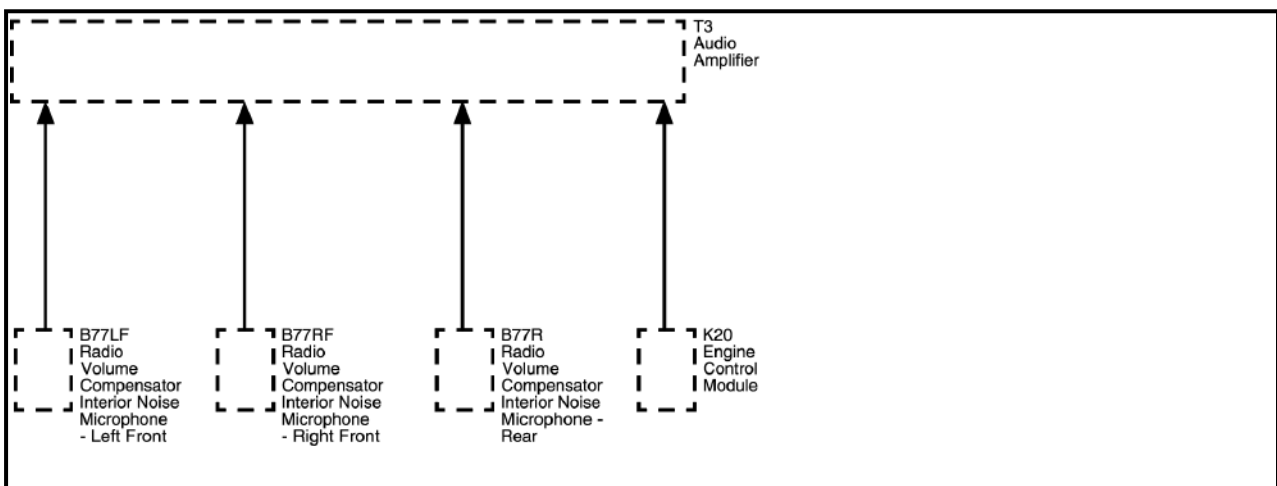 T3
Audio
Amplifier
B77LF
Radio
Volume
Compensator
Interior Noise
Microphone
- Left Front
B77RF
Radio
Volume
Compensator
Interior Noise
Microphone
- Right Front
B77R
Radio
Volume
Compensator
Interior Noise
Microphone -
Rear
K20
Engine
Control
Module